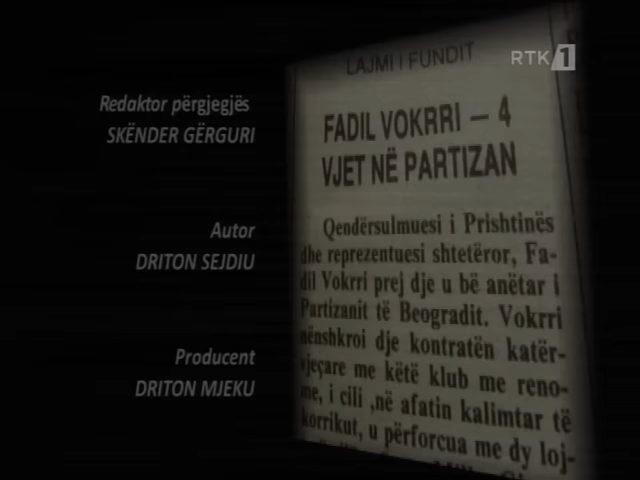 RTK1
Redaktor përgjegjës
SKËNDER GËRGURI
Autor
DRITON SEJDIU
Producent
DRITON MJEKU
LAJMI I FUNDIT
FADIL VOKRRI — 4
VJET NË PARTIZAN
Qendërsulmuesi i Prishtinës
dhe reprezentuesi shtetëror, Fa-
dil Vokrri prej dje u bë anëtar i
Partizanit të Beogradit. Vokrri
nënshkroi dje kontratën katër-
vjeçare me këtë klub me reno-
me, i cili ,në afatin kalimtar të
korrikut, u përforcua me dy loj-